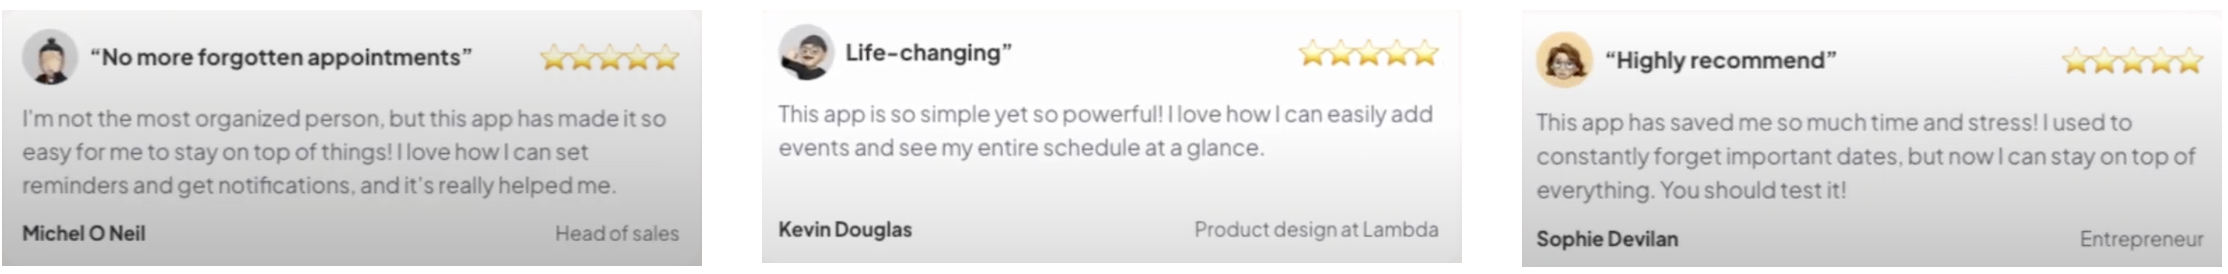 “No more forgotten appointments”
I'm not the most organized person, but this app has made it so
easy for me to stay on top of things! I love how I can set
reminders and get notifications, and it's really helped me.
Michel O Neil
Head of sales
Life-changing”
This app is so simple yet so powerful! I love how I can easily add
events and see my entire schedule at a glance.
Kevin Douglas
Product design at Lambda
“Highly recommend”
This app has saved me so much time and stress! I used to
constantly forget important dates, but now I can stay on top of
everything. You should test it!
Sophie Devilan
Entrepreneur